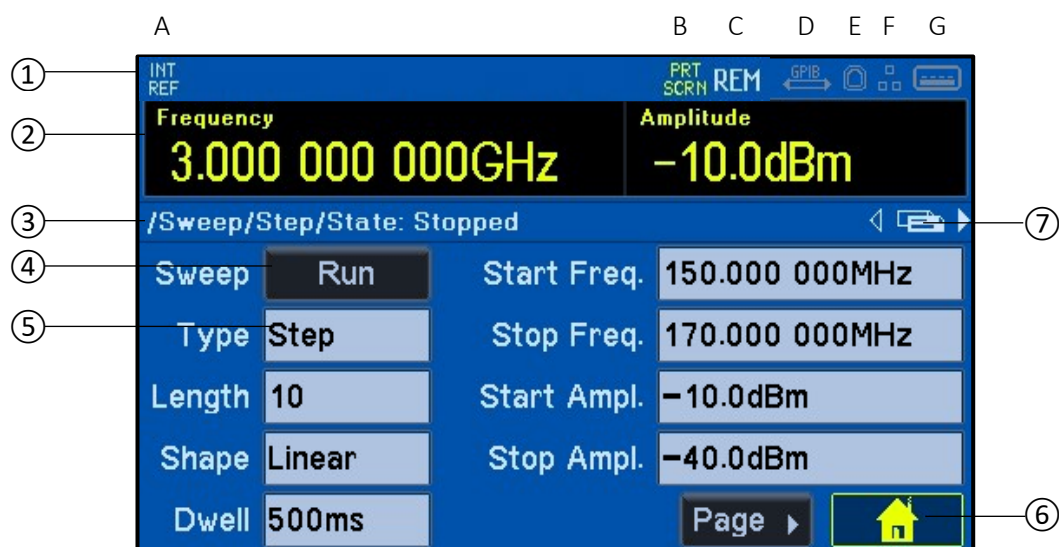 A B C D E F G
① INT REF PRT SCRN REM GPIB
② Frequency Amplitude
3.000 000 000GHz -10.0dBm
③ /Sweep/Step/State: Stopped ⑦
④ Sweep Run Start Freq. 150.000 000MHz
⑤ Type Step Stop Freq. 170.000 000MHz
Length 10 Start Ampl. -10.0dBm
Shape Linear Stop Ampl. -40.0dBm
Dwell 500ms Page ⑥